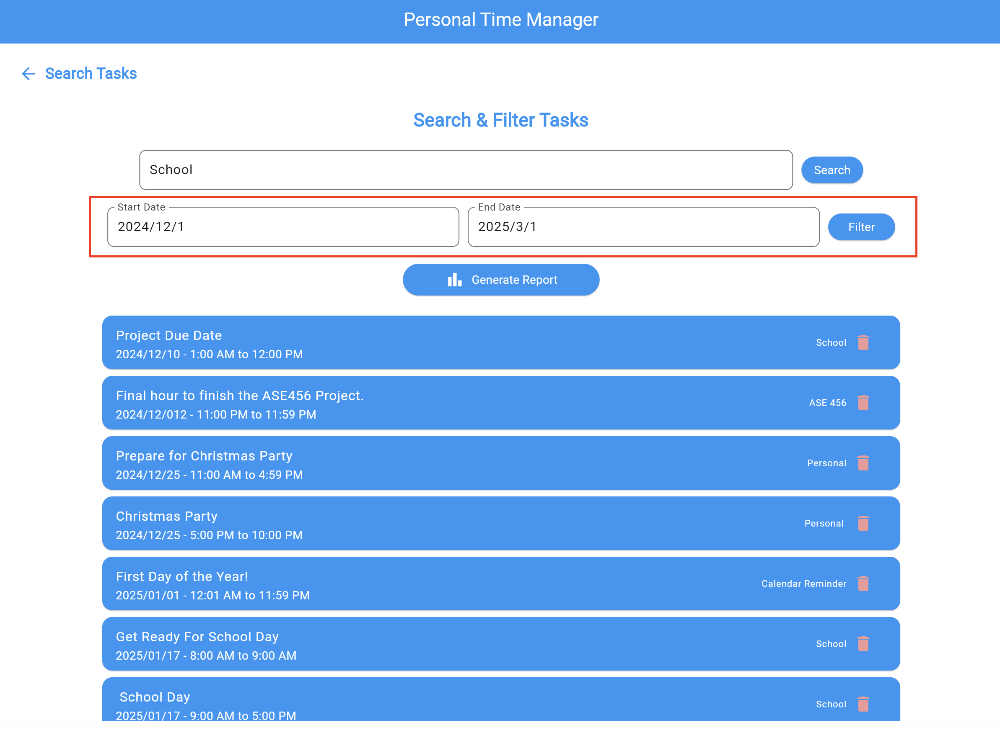 Personal Time Manager
Search Tasks
Search & Filter Tasks
School
Search
Start Date
End Date
2024/12/1
2025/3/1
Filter
Generate Report
Project Due Date
2024/12/10 - 1:00 AM to 12:00 PM
School
Final hour to finish the ASE456 Project.
2024/12/012 - 11:00 PM to 11:59 PM
ASE 456
Prepare for Christmas Party
2024/12/25 - 11:00 AM to 4:59 PM
Personal
Christmas Party
2024/12/25 - 5:00 PM to 10:00 PM
Personal
First Day of the Year!
2025/01/01 - 12:01 AM to 11:59 PM
Calendar Reminder
Get Ready For School Day
2025/01/17 - 8:00 AM to 9:00 AM
School
School Day
2025/01/17 - 9:00 AM to 5:00 PM
School